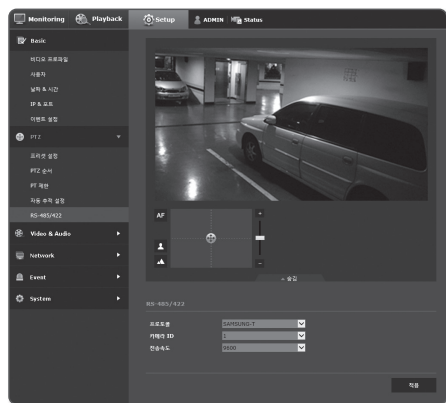 Monitoring Playback Setup ADMIN Status
Basic
비디오 프로파일
사용자
날짜 & 시간
IP & 포트
이벤트 설정
PTZ
프리셋 설정
PTZ 순서
PT 제한
자동 추적 설정
RS-485/422
Video & Audio
Network
Event
System
AF
숨김
RS-485/422
프로토콜 SAMSUNG-T
카메라 ID 1
전송속도 9600
적용